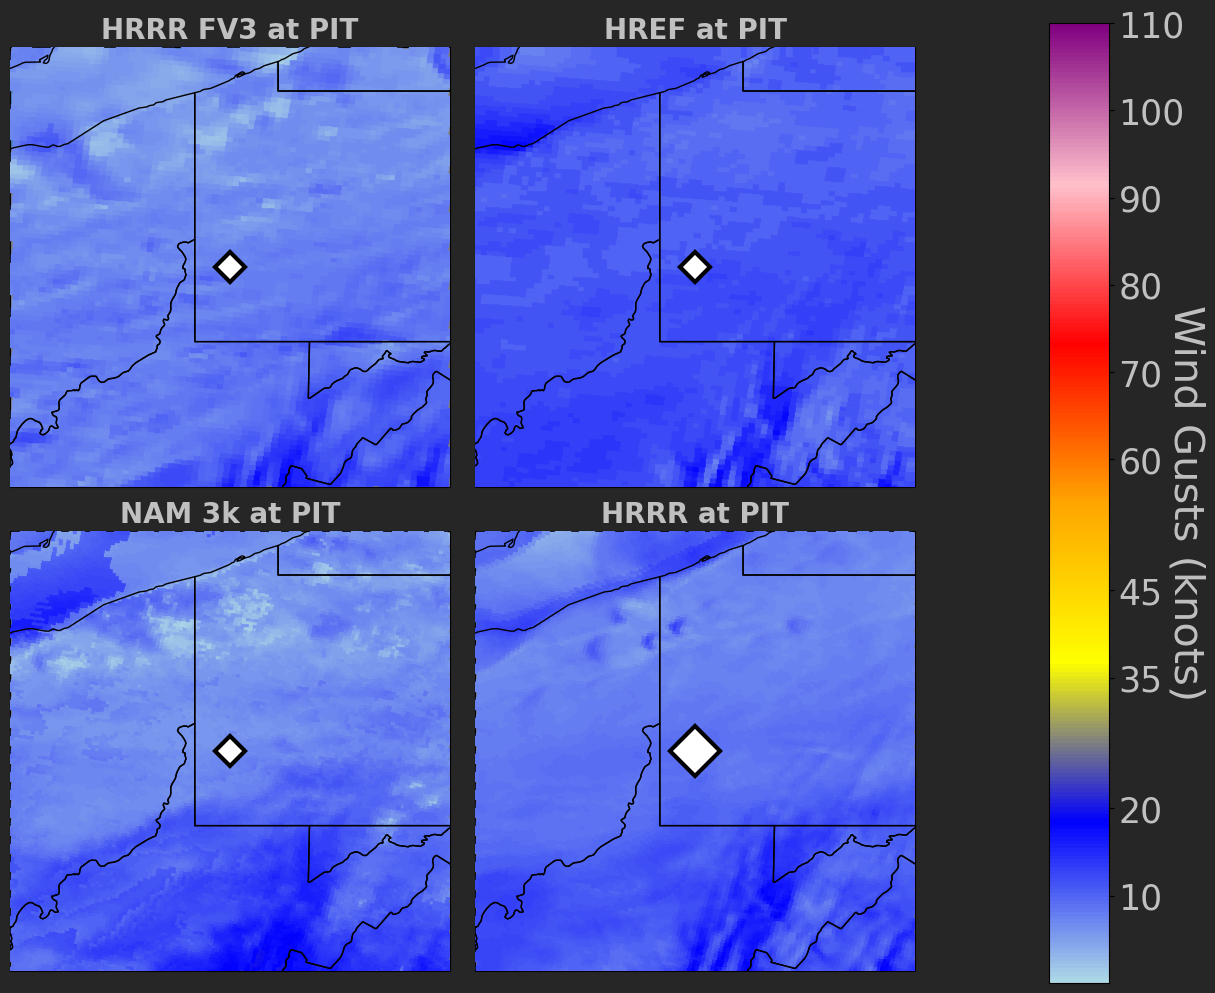 HRRR FV3 at PIT
HREF at PIT
NAM 3k at PIT
HRRR at PIT
110
100
90
80
70
60
45
35
20
10
Wind Gusts (knots)